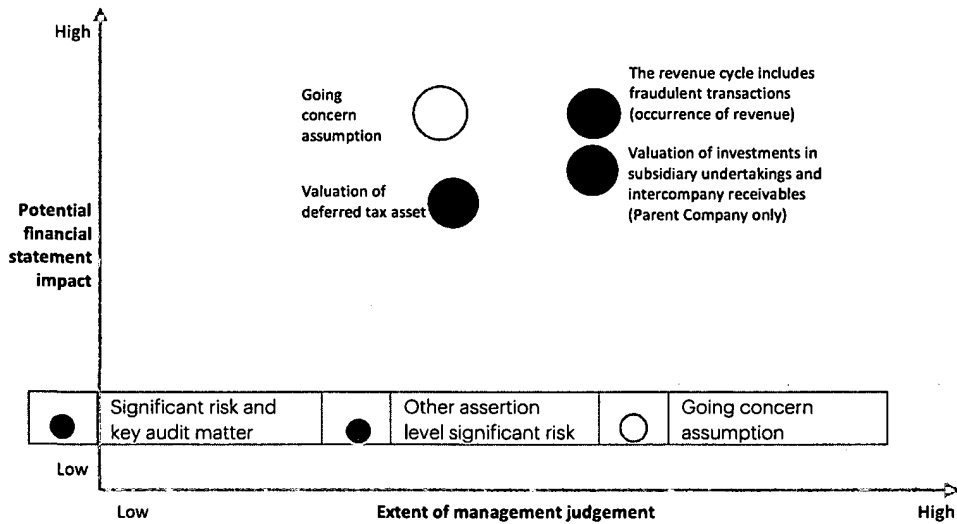 High
Going
concern
assumption
The revenue cycle includes
fraudulent transactions
(occurrence of revenue)
Valuation of investments in
subsidiary undertakings and
intercompany receivables
(Parent Company only)
Valuation of
deferred tax asset
Potential
financial
statement
impact
Significant risk and
key audit matter
Other assertion
level significant risk
Going concern
assumption
Low
Low
Extent of management judgement
High